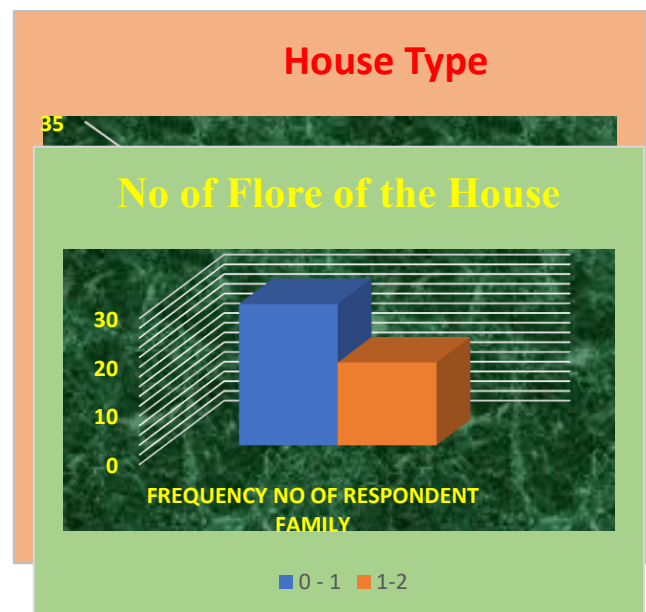 House Type
35
No of Flore of the House
30
20
10
0
FREQUENCY NO OF RESPONDENT
FAMILY
0 - 1 1-2